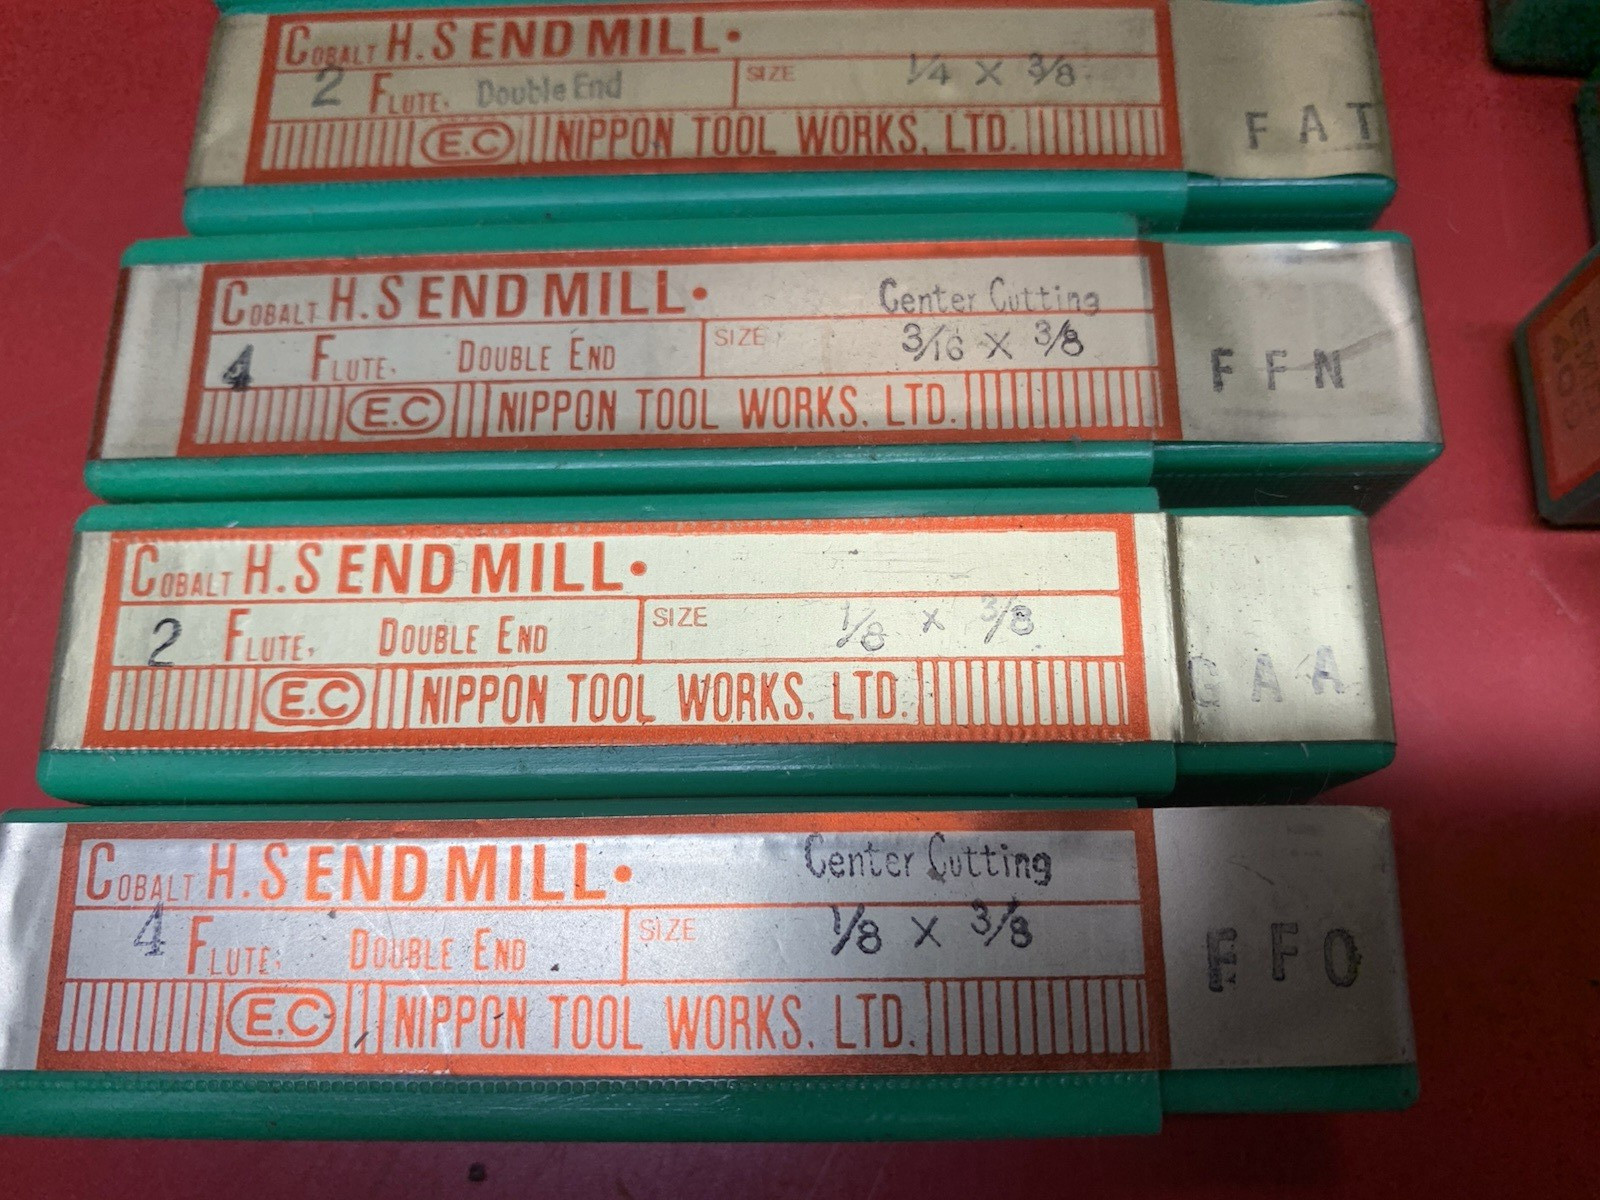 COBALT H.S END MILL.
2 FLUTE, Double End SIZE 1/4 X 3/8
E.C NIPPON TOOL WORKS, LTD.
FAT
COBALT H.S END MILL. Center Cutting
4 FLUTE, DOUBLE END SIZE 3/16 X 3/8
E.C NIPPON TOOL WORKS, LTD.
FFN
COBALT H.S END MILL.
2 FLUTE, DOUBLE END SIZE 1/8 X 3/8
E.C NIPPON TOOL WORKS, LTD.
GAA
COBALT H.S END MILL. Center Cutting
4 FLUTE, DOUBLE END SIZE 1/8 X 3/8
E.C NIPPON TOOL WORKS, LTD.
FFO